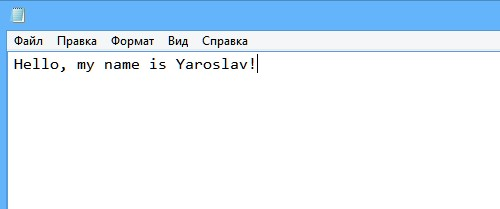 Файл Правка Формат Вид Справка
Hello, my name is Yaroslav!